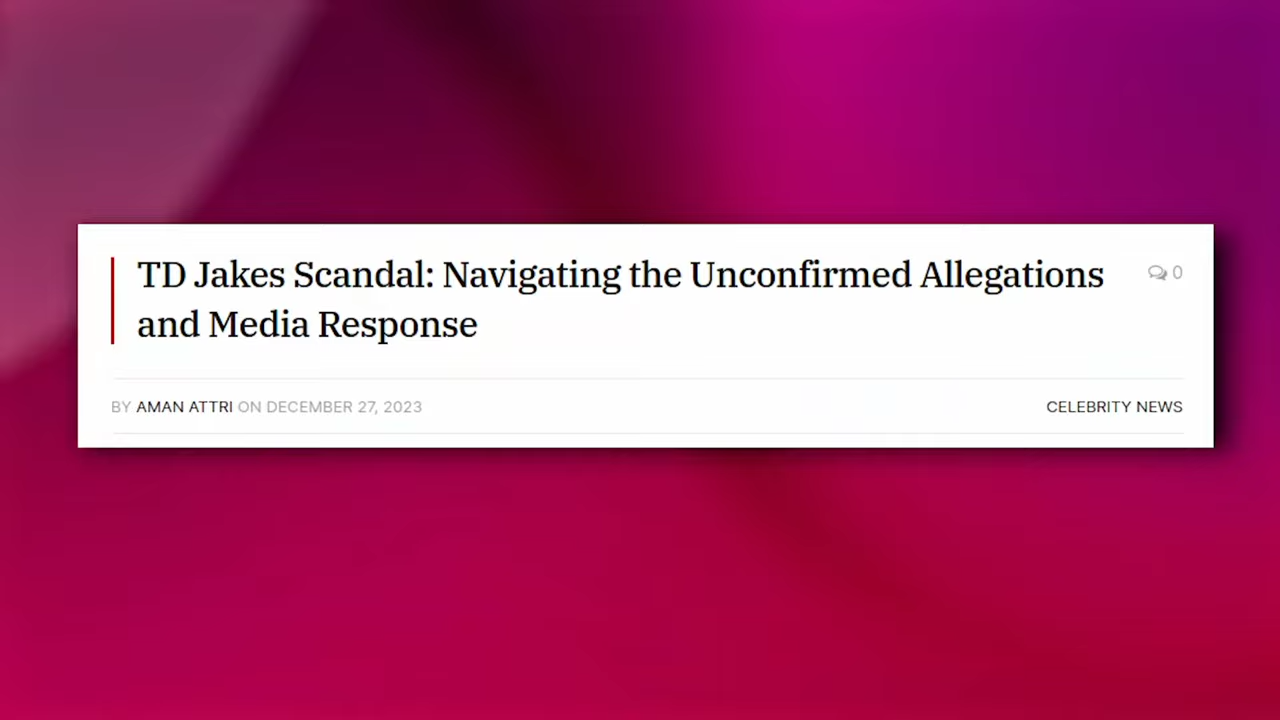 TD Jakes Scandal: Navigating the Unconfirmed Allegations
0
and Media Response
BY AMAN ATTRI ON DECEMBER 27, 2023
CELEBRITY NEWS